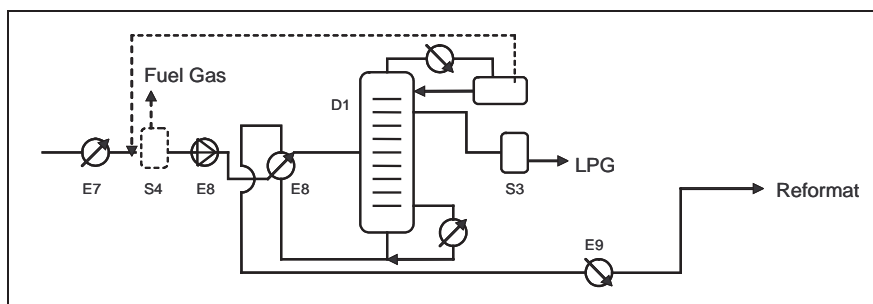 Fuel Gas
D1
LPG
E7
S4
E8
E8
S3
Reformat
E9